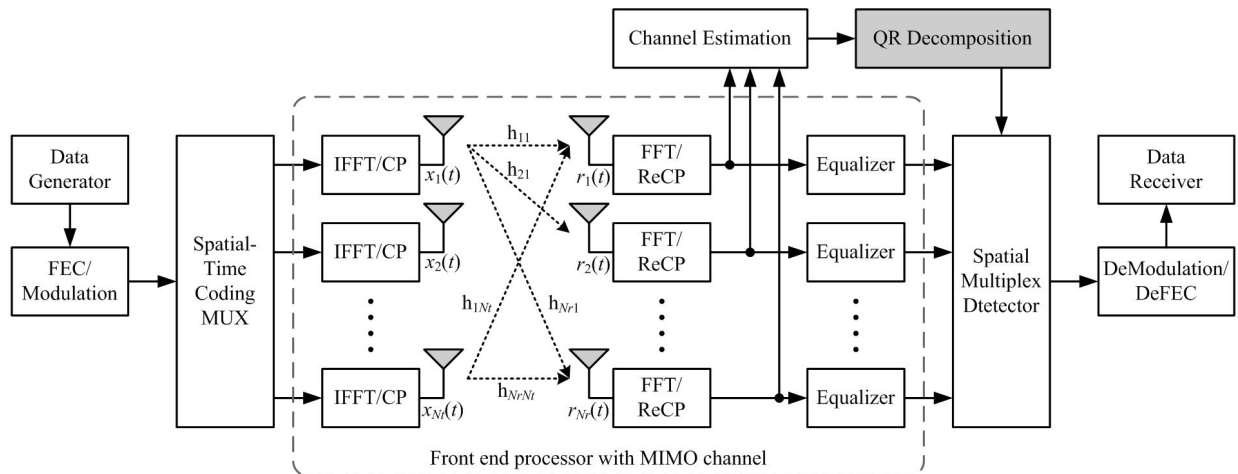 Channel Estimation
QR Decomposition
Data
Generator
FEC/
Modulation
Spatial-
Time
Coding
MUX
IFFT/CP
x1(t)
IFFT/CP
x2(t)
IFFT/CP
xNt(t)
h11
h21
h1Nt
hNr1
hNrNt
r1(t)
FFT/
ReCP
r2(t)
FFT/
ReCP
rNr(t)
FFT/
ReCP
Equalizer
Equalizer
Equalizer
Spatial
Multiplex
Dtetector
Data
Receiver
DeModulation/
DeFEC
Front end processor with MIMO channel